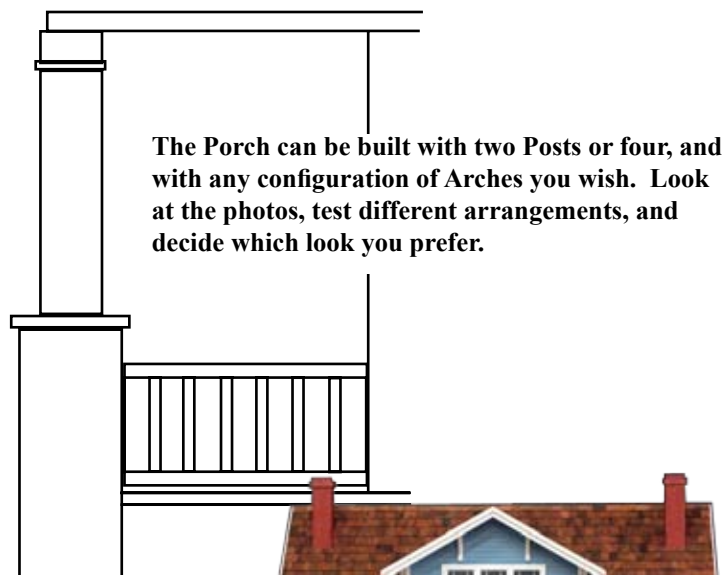 The Porch can be built with two Posts or four, and
with any configuration of Arches you wish.  Look
at the photos, test different arrangements, and
decide which look you prefer.